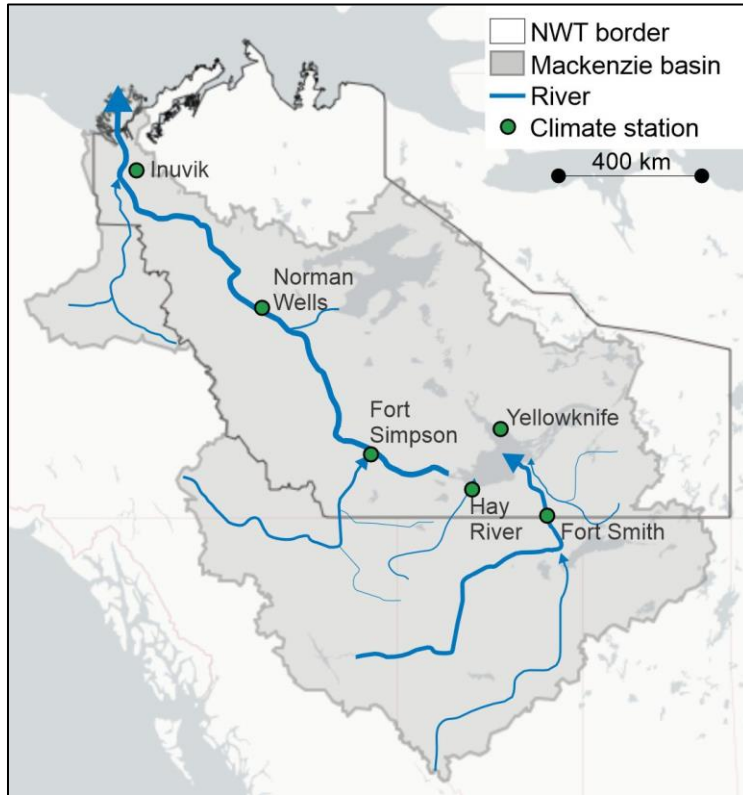 NWT border
Mackenzie basin
River
Climate station
400 km
Inuvik
Norman
Wells
Fort
Simpson
Yellowknife
Hay
River
Fort Smith